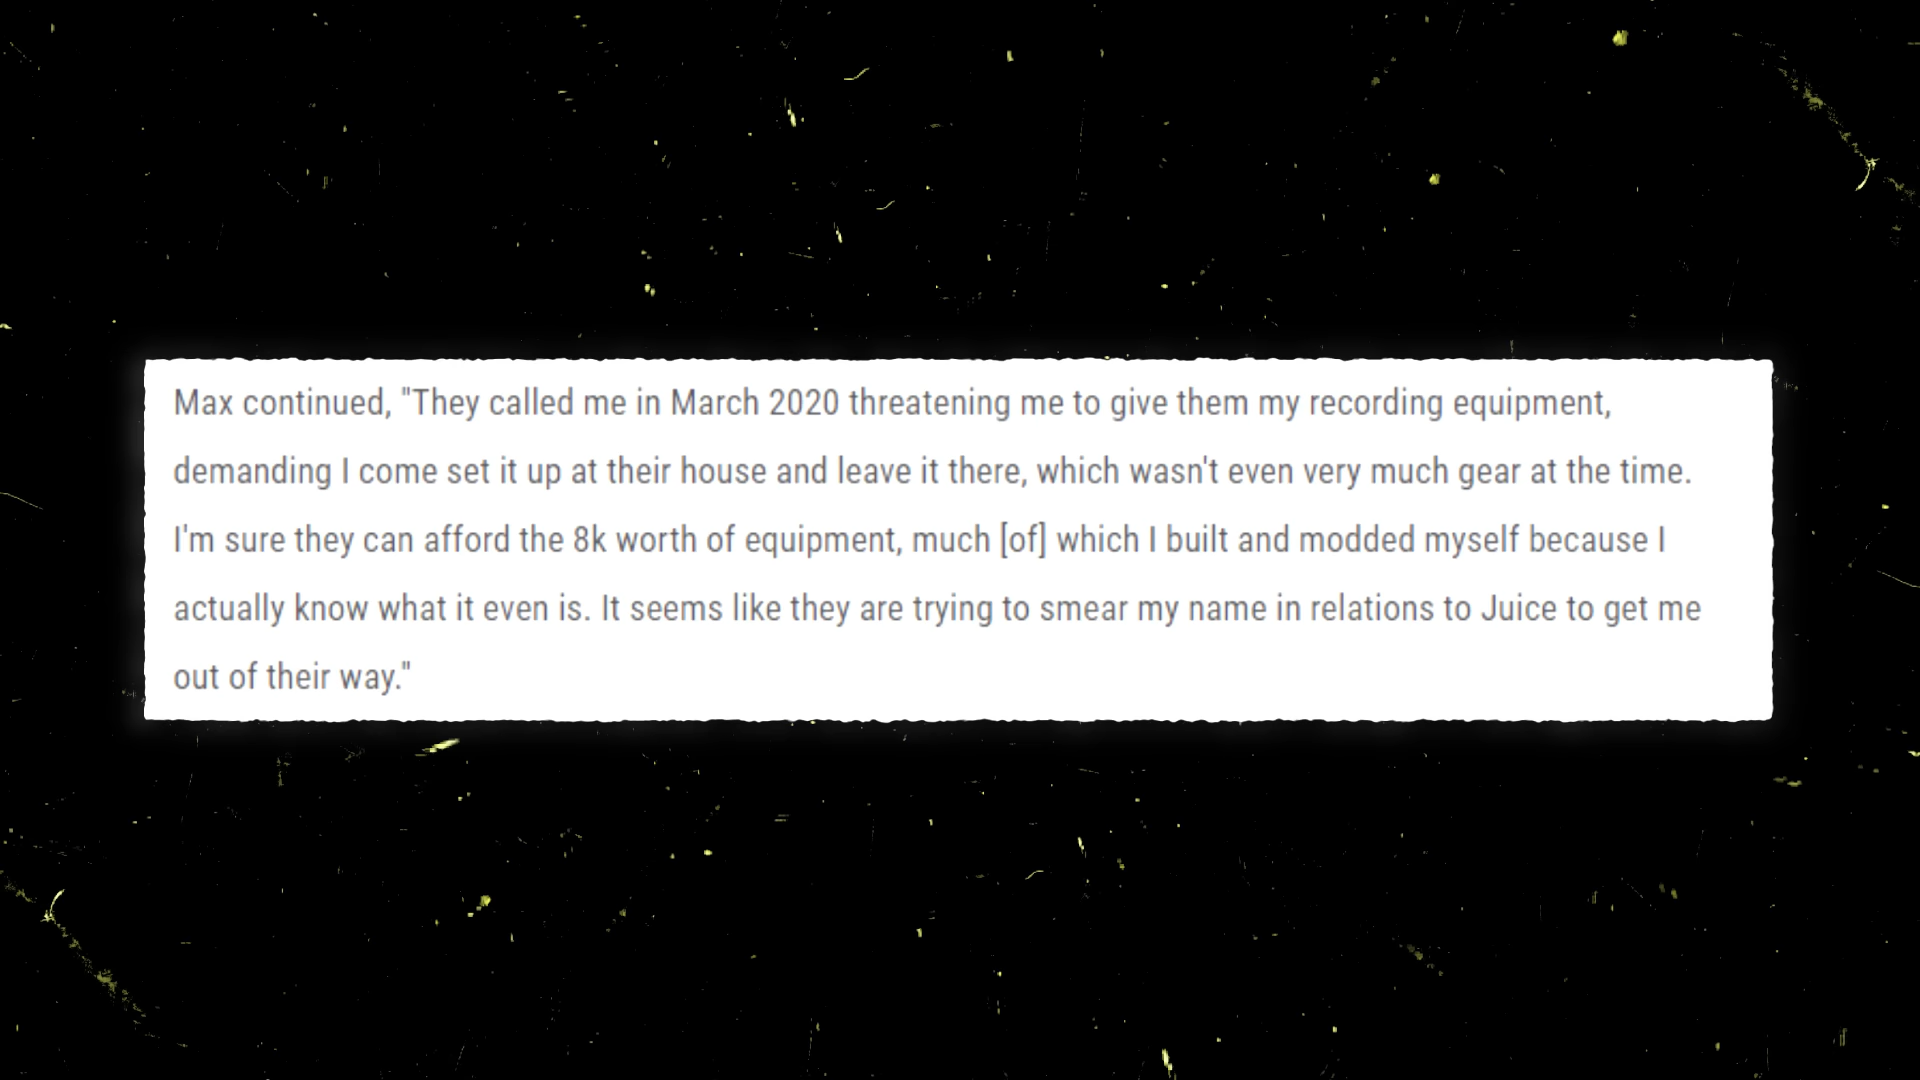 Max continued, "They called me in March 2020 threatening me to give them my recording equipment,
demanding I come set it up at their house and leave it there, which wasn't even very much gear at the time.
I'm sure they can afford the 8k worth of equipment, much [of] which I built and modded myself because I
actually know what it even is. It seems like they are trying to smear my name in relations to Juice to get me
out of their way."